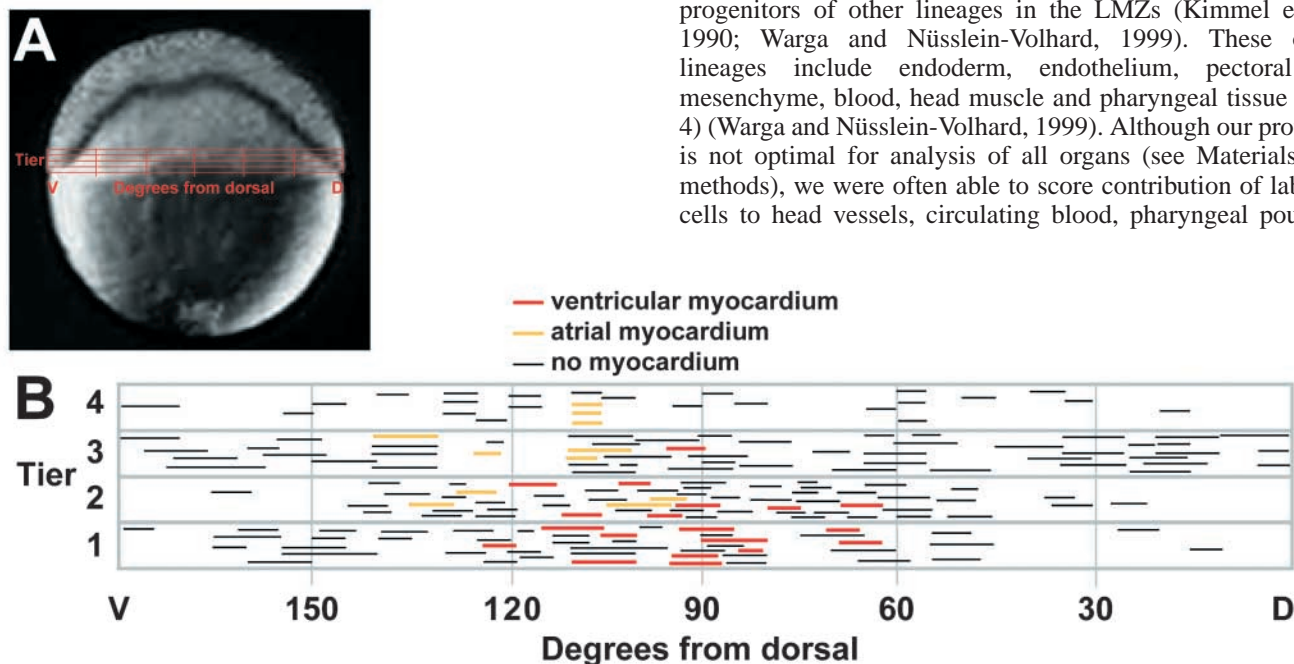 A
Tier
V Degrees from dorsal D
progenitors of other lineages in the LMZs (Kimmel e
1990; Warga and Nüsslein-Volhard, 1999). These
lineages include endoderm, endothelium, pectoral
mesenchyme, blood, head muscle and pharyngeal tissue
4) (Warga and Nüsslein-Volhard, 1999). Although our pro
is not optimal for analysis of all organs (see Materials
methods), we were often able to score contribution of lab
cells to head vessels, circulating blood, pharyngeal pou
ventricular myocardium
atrial myocardium
no myocardium
B
4
3
Tier
2
1
V 150 120 90 60 30 D
Degrees from dorsal